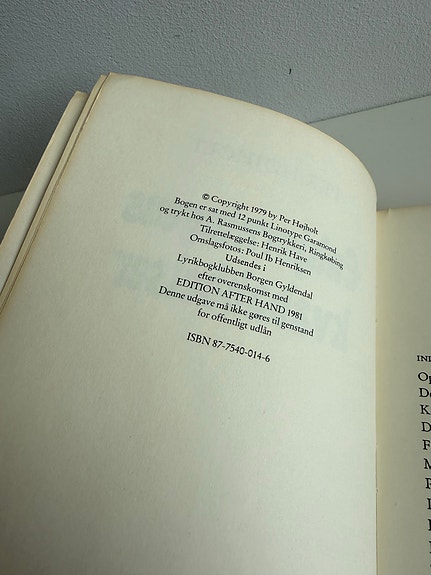 © Copyright 1979 by Per Højholt
Bogen er sat med 12 punkt Linotype Garamond
og trykt hos A. Rasmussens Bogtrykkeri, Ringkøbing
Tilrettelæggelse: Henrik Have
Omslagsfotos: Poul Ib Henriksen
Udsendes i
Lyrikbogklubben Borgen Gyldendal
efter overenskomst med
EDITION AFTER HAND 1981
Denne udgave må ikke gøres til genstand
for offentligt udlån
ISBN 87-7540-014-6